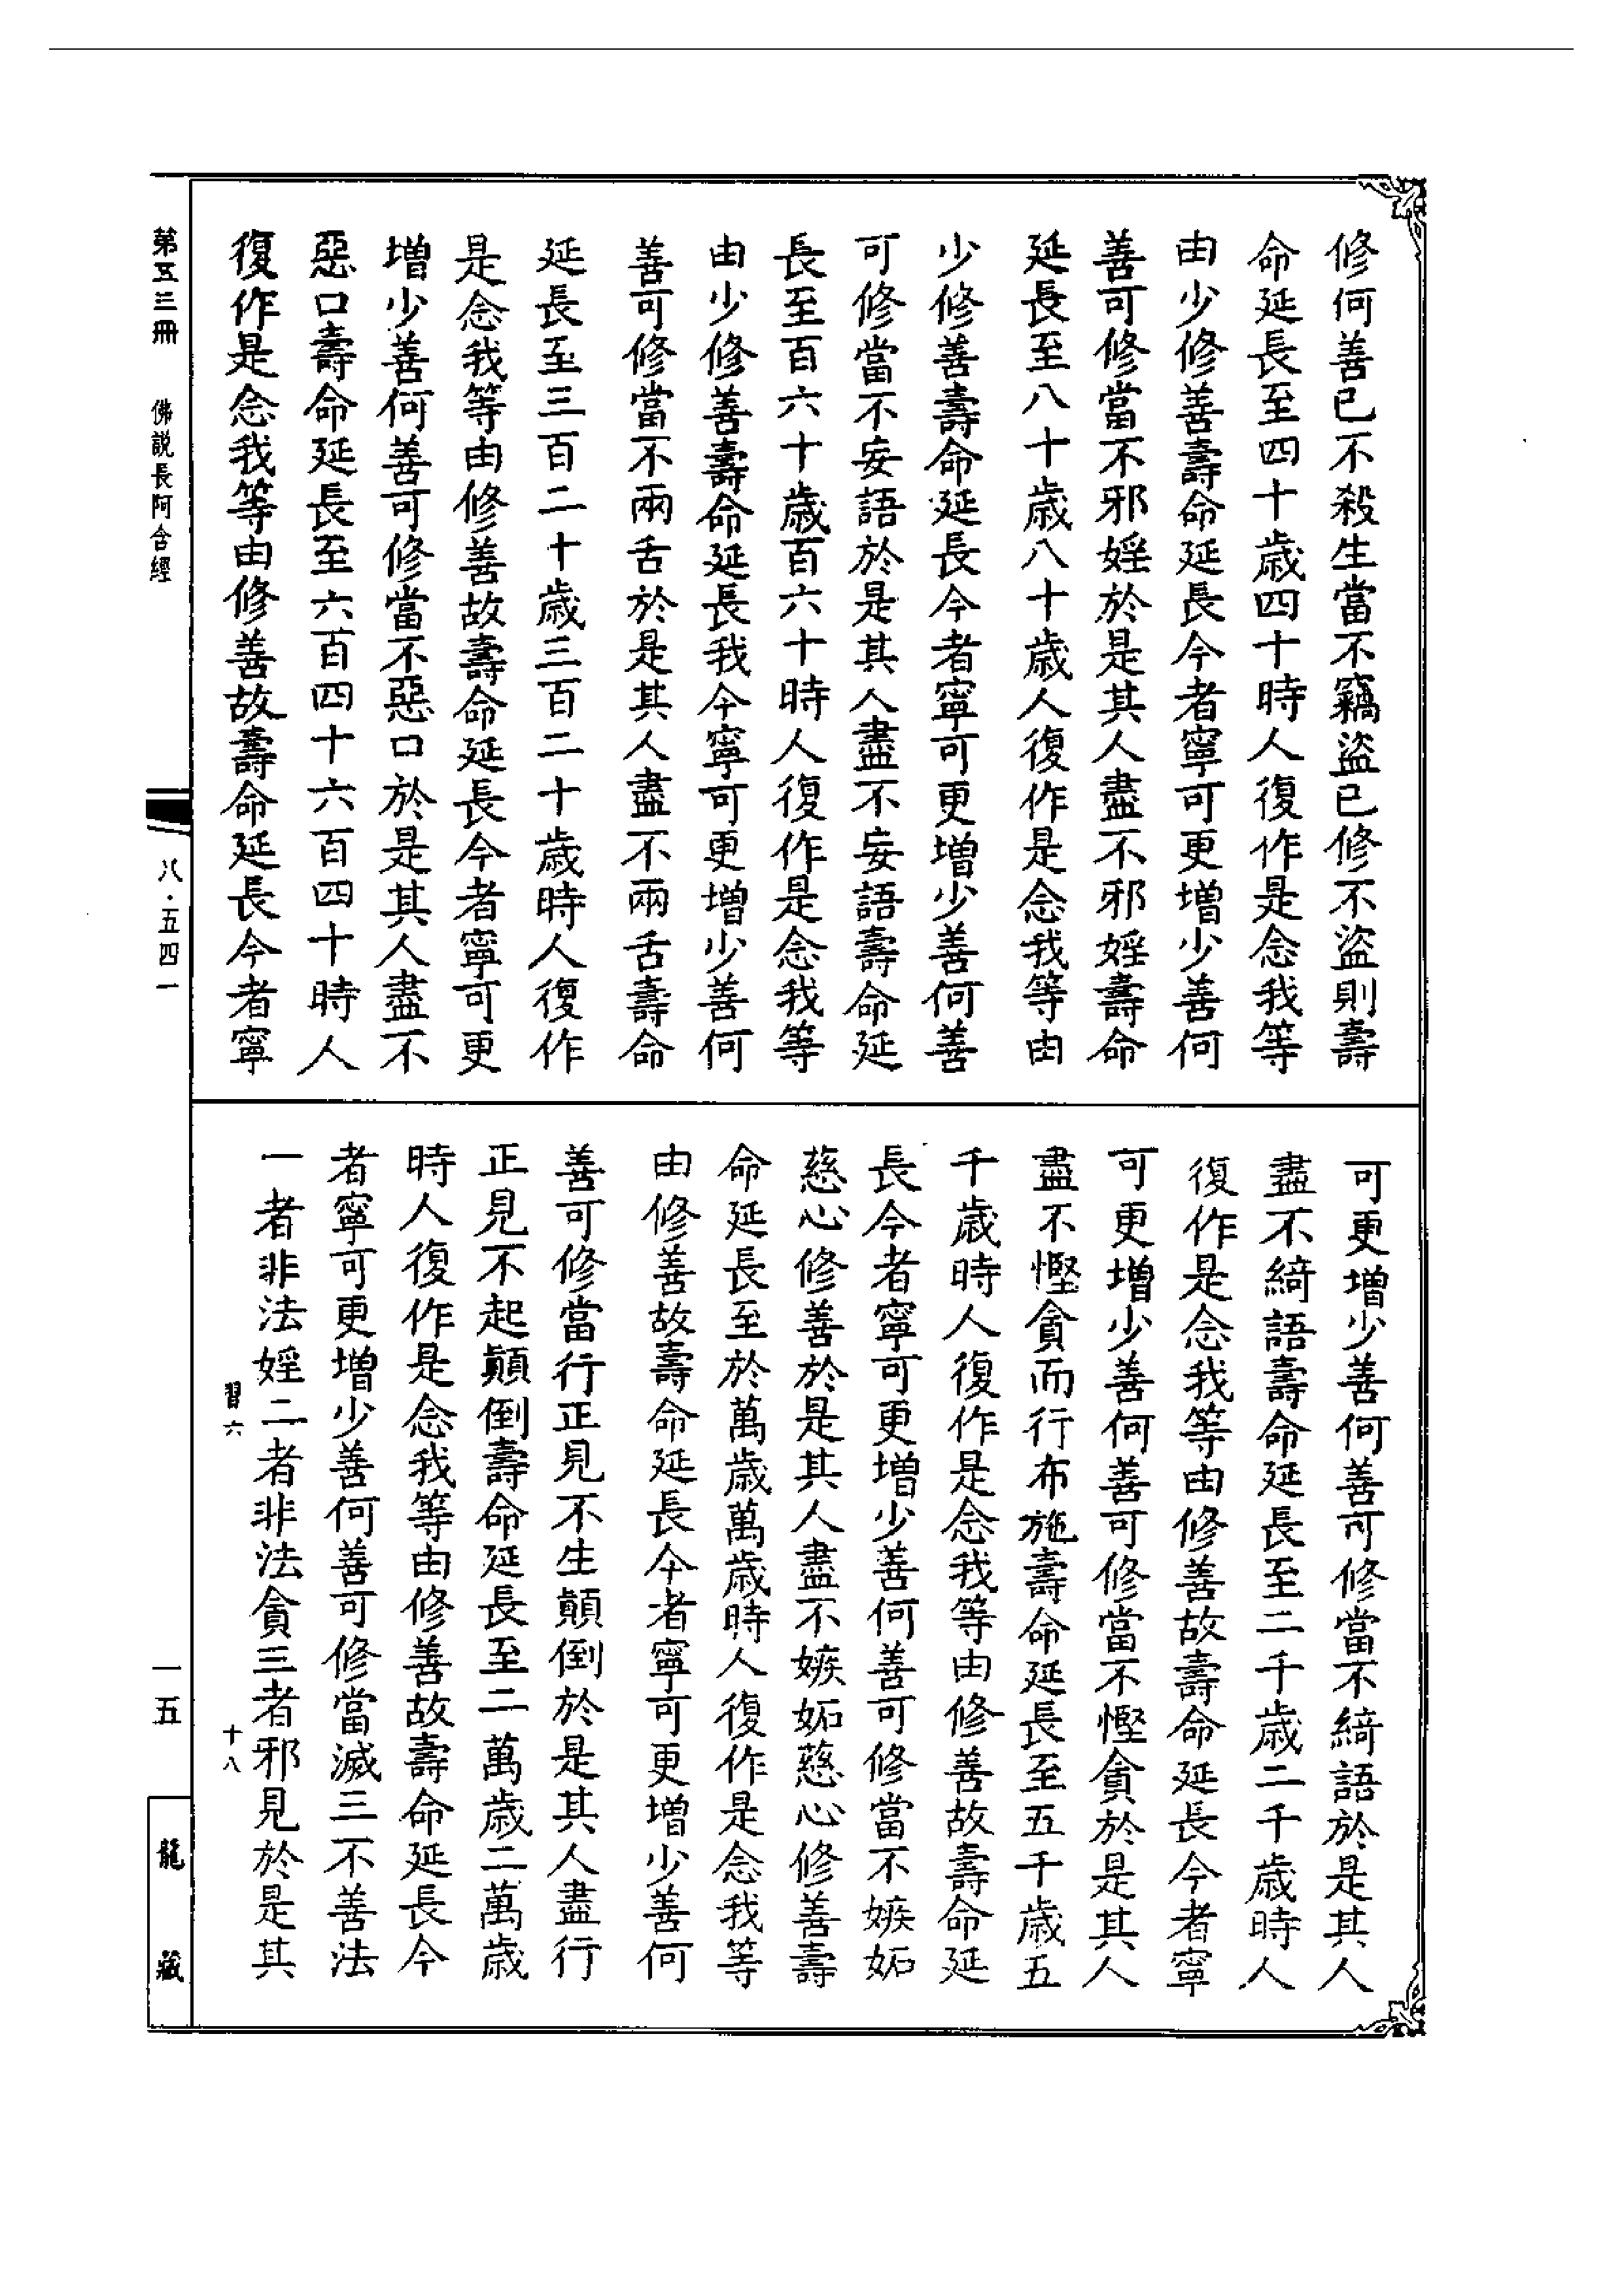 修何善已不殺生當不竊盜已修不盜則壽
命延長至四十歲四十時人復作是念我等
由少修善壽命延長今者寧可更增少善何
善可修當不邪婬於是其人盡不邪婬壽命
延長至八十歲八十歲人復作是念我等由
少修善壽命延長今者寧可更增少善何善
可修當不妄語於是其人盡不妄語壽命延
長至百六十歲百六十時人復作是念我等
由少修善壽命延長我今寧可更增少善何
善可修當不兩舌於是其人盡不兩舌壽命
延長至三百二十歲三百二十歲時人復作
是念我等由修善故壽命延長今者寧可更
增少善何善可修當不惡口於是其人盡不
惡口壽命延長至六百四十六百四十時人
復作是念我等由修善故壽命延長今者寧
可更增少善何善可修當不綺語於是其人
盡不綺語壽命延長至二千歲二千歲時人
復作是念我等由修善故壽命延長今者寧
可更增少善何善可修當不慳貪於是其人
盡不慳貪而行布施壽命延長至五千歲五
千歲時人復作是念我等由修善故壽命延
長今者寧可更增少善何善可修當不嫉妬
慈心修善於是其人盡不嫉妬慈心修善壽
命延長至於萬歲萬歲時人復作是念我等
由修善故壽命延長今者寧可更增少善何
善可修當行正見不生顛倒於是其人盡行
正見不起顛倒壽命延長至二萬歲二萬歲
時人復作是念我等由修善故壽命延長今
者寧可更增少善何善可修當滅三不善法
一者非法婬二者非法貪三者邪見於是其
習六 十八
第五三冊 佛說長阿含經
八·五四一
一五
龍藏